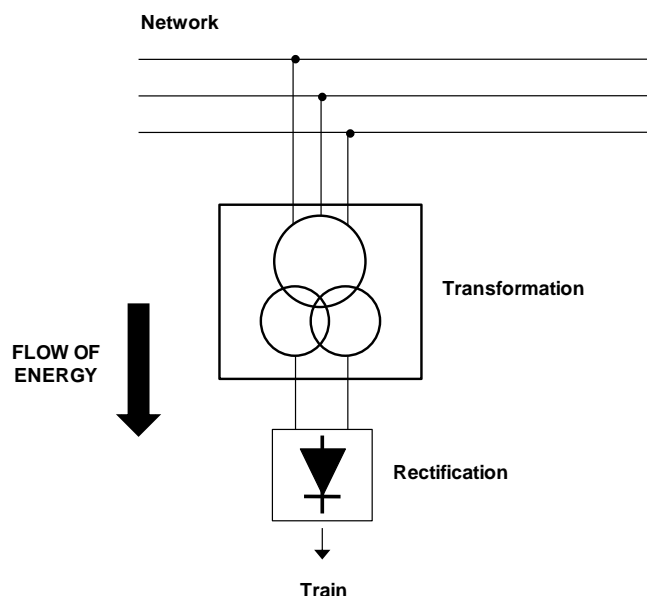 Network
Transformation
FLOW OF
ENERGY
Rectification
Train